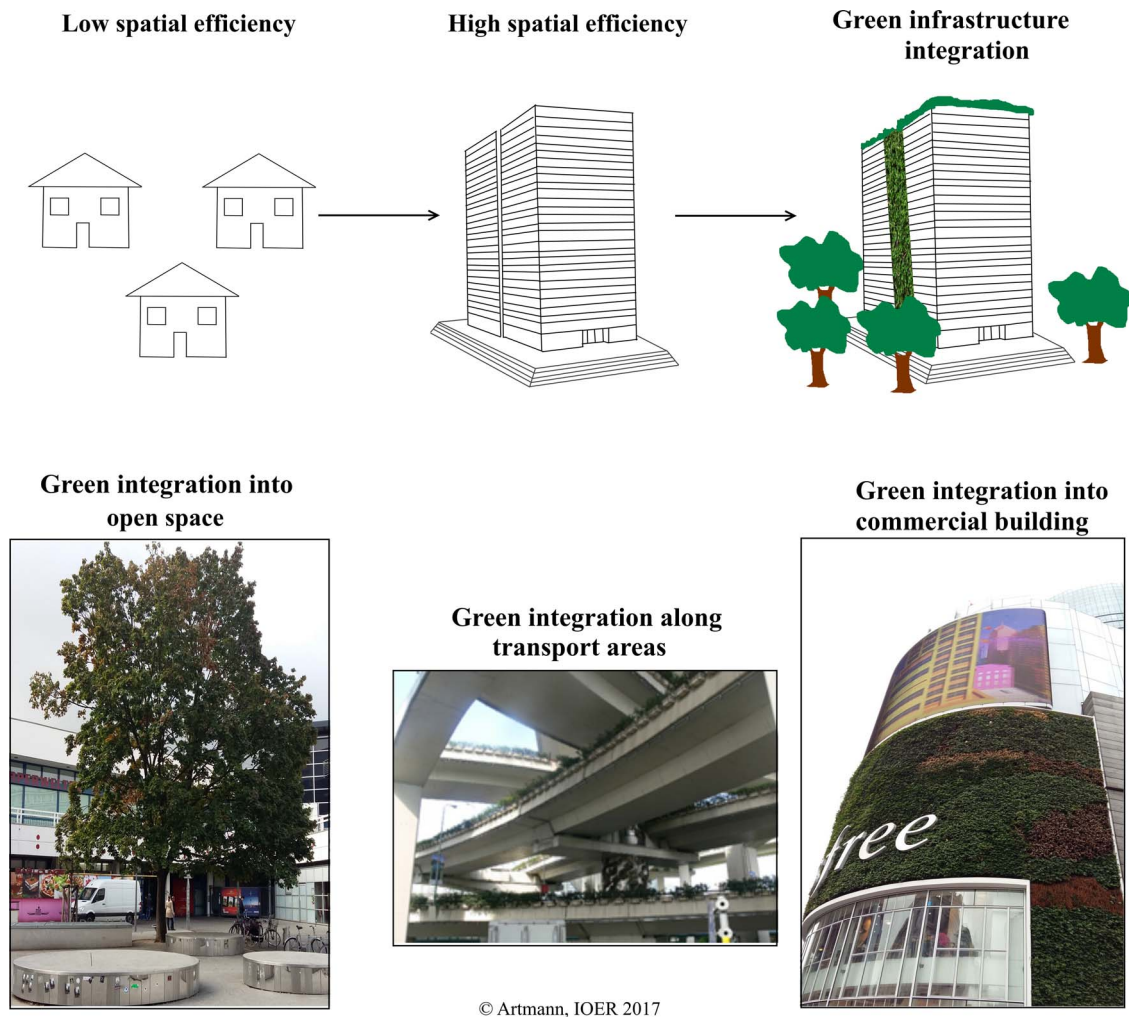 Low spatial efficiency
High spatial efficiency
Green infrastructure
integration
Green integration into
open space
Green integration along
transport areas
Green integration into
commercial building
free
© Artmann, IOER 2017